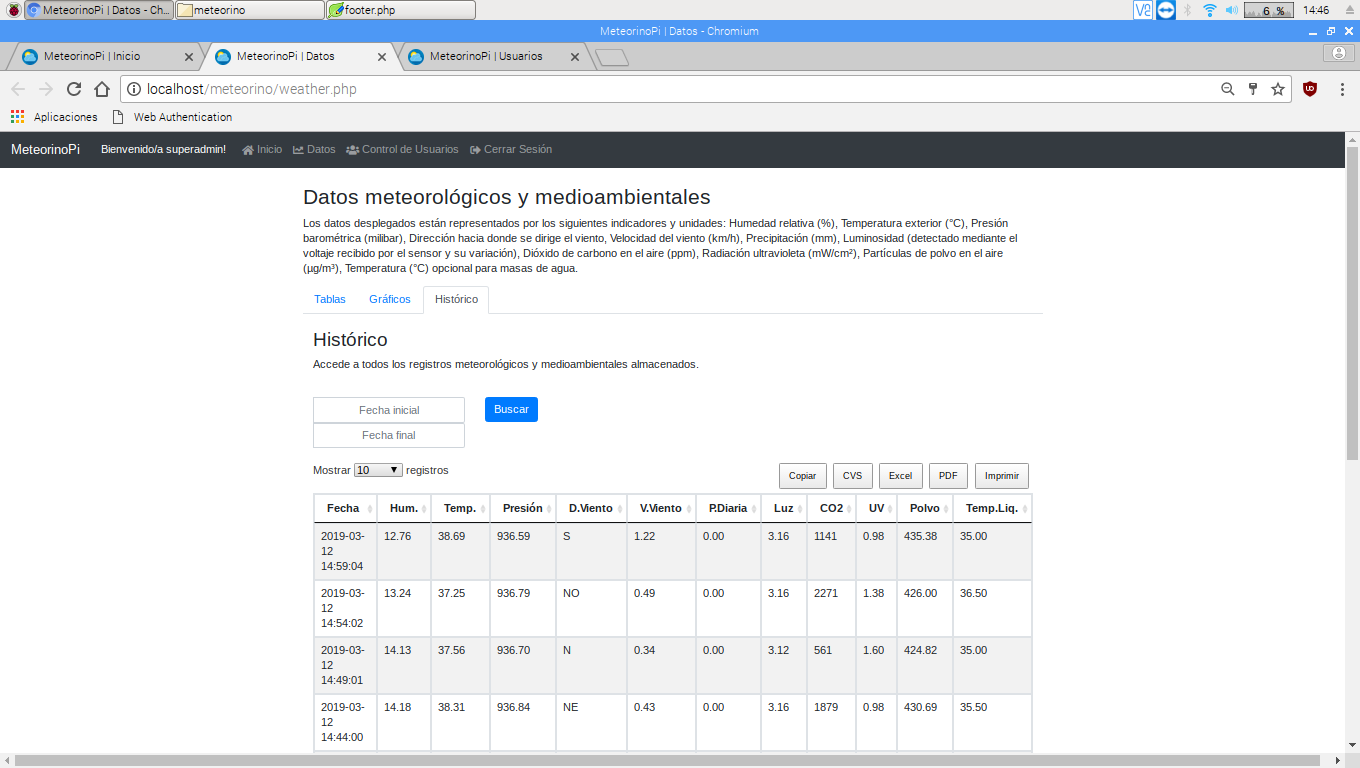 MeteorinoPi | Datos - Ch...
meteorino
footer.php
6 %
14:46
MeteorinoPi | Datos - Chromium
MeteorinoPi | Inicio
MeteorinoPi | Datos
MeteorinoPi | Usuarios
localhost/meteorino/weather.php
Aplicaciones
Web Authentication
MeteorinoPi
Bienvenido/a superadmin!
Inicio
Datos
Control de Usuarios
Cerrar Sesión
Datos meteorológicos y medioambientales
Los datos desplegados están representados por los siguientes indicadores y unidades: Humedad relativa (%), Temperatura exterior (°C), Presión
barométrica (milibar), Dirección hacia donde se dirige el viento, Velocidad del viento (km/h), Precipitación (mm), Luminosidad (detectado mediante el
voltaje recibido por el sensor y su variación), Dióxido de carbono en el aire (ppm), Radiación ultravioleta (mW/cm²), Partículas de polvo en el aire
(µg/m³), Temperatura (°C) opcional para masas de agua.
Tablas Gráficos Histórico
Histórico
Accede a todos los registros meteorológicos y medioambientales almacenados.
Fecha inicial
Buscar
Fecha final
Mostrar 10 registros
Copiar CVS Excel PDF Imprimir
Fecha Hum. Temp. Presión D.Viento V.Viento P.Diaria Luz CO2 UV Polvo Temp.Liq.
2019-03- 12.76 38.69 936.59 S 1.22 0.00 3.16 1141 0.98 435.38 35.00
12
14:59:04
2019-03- 13.24 37.25 936.79 NO 0.49 0.00 3.16 2271 1.38 426.00 36.50
12
14:54:02
2019-03- 14.13 37.56 936.70 N 0.34 0.00 3.12 561 1.60 424.82 35.00
12
14:49:01
2019-03- 14.18 38.31 936.84 NE 0.43 0.00 3.16 1879 0.98 430.69 35.50
12
14:44:00